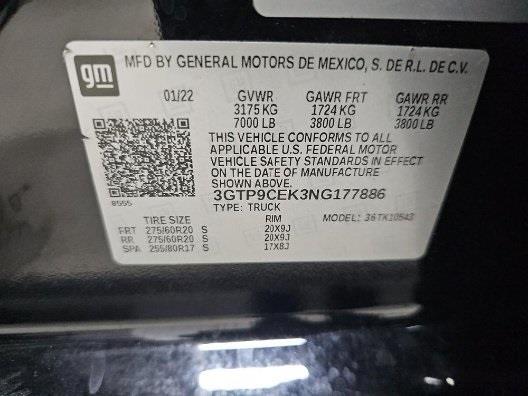 gm MFD BY GENERAL MOTORS DE MEXICO, S. DE R.L. DE C.V.
01/22 GVWR GAWR FRT GAWR RR
3175 KG 1724 KG 1724 KG
7000 LB 3800 LB 3800 LB
THIS VEHICLE CONFORMS TO ALL
APPLICABLE U.S. FEDERAL MOTOR
VEHICLE SAFETY STANDARDS IN EFFECT
ON THE DATE OF MANUFACTURE
SHOWN ABOVE.
8555 3GTP9CEK3NG177886
TYPE: TRUCK
TIRE SIZE RIM MODEL:
FRT 275/60R20 S 20X9J
RR 275/60R20 S 20X9J
SPA 255/80R17 S 17X8J